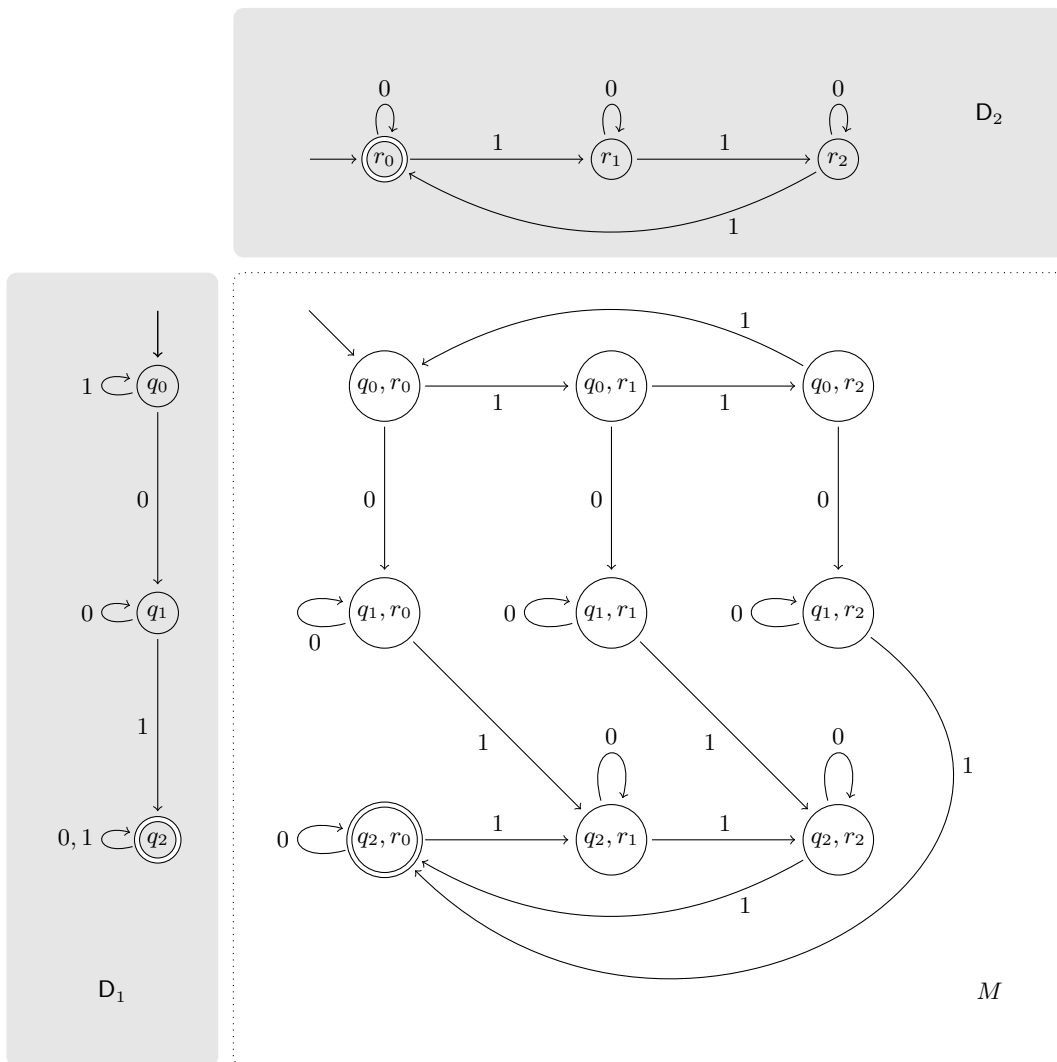 0 0 0
D₂
r₀ 1 r₁ 1 r₂
1
1
1 q₀ q₀, r₀ 1 q₀, r₁ 1 q₀, r₂
0 0 0 0
0 q₁ 0 q₁, r₀ 0 q₁, r₁ 0 q₁, r₂
1 1 1 1
0 0
0, 1 q₂ 0 q₂, r₀ 1 q₂, r₁ 1 q₂, r₂
1
D₁ M